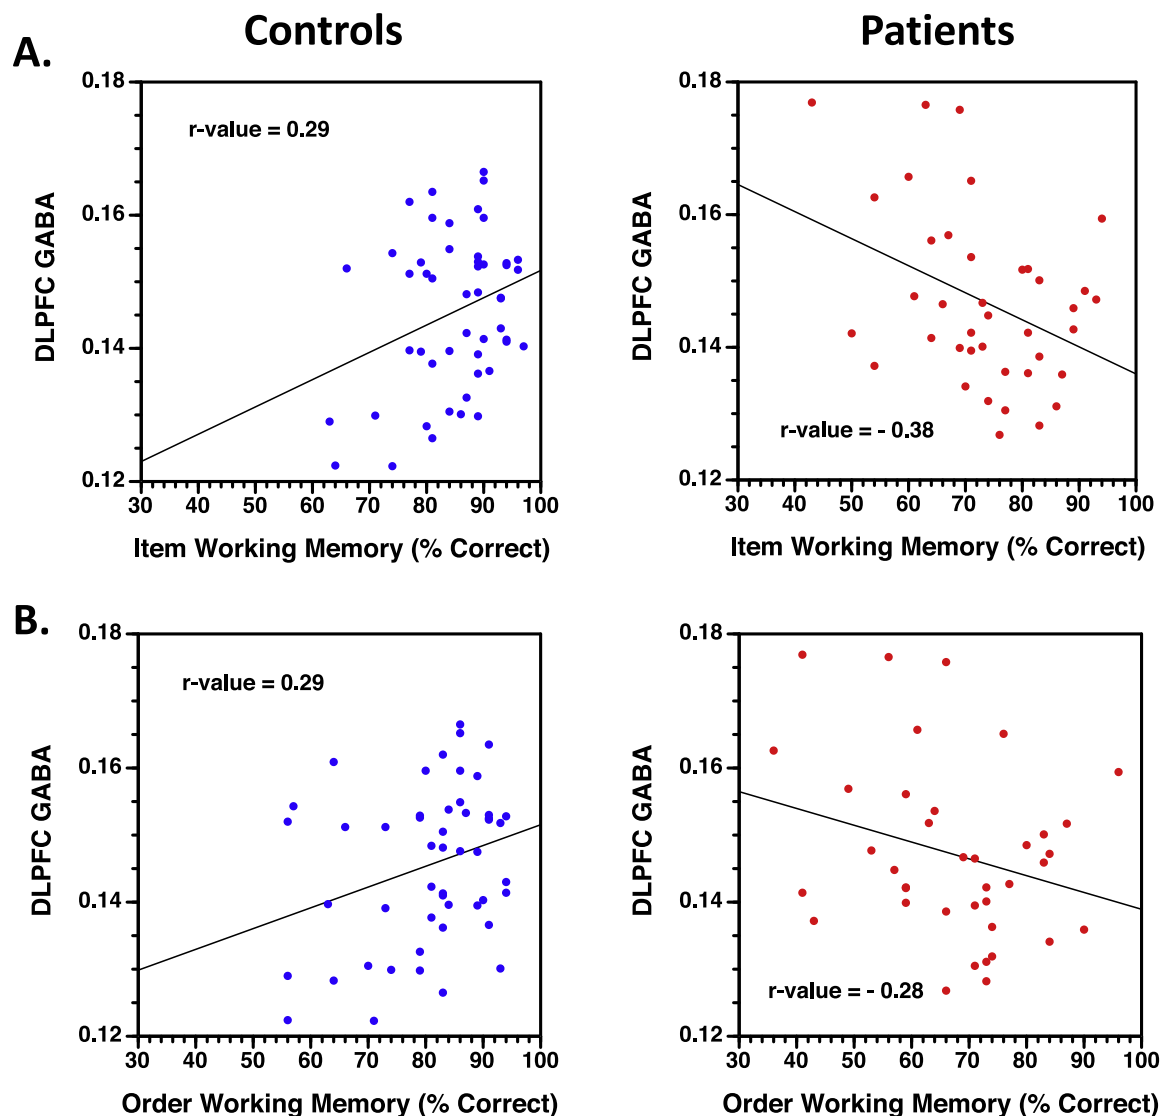 Controls
Patients
A.
0.18
0.16
0.14
0.12
DLPFC GABA
r-value = 0.29
30 40 50 60 70 80 90 100
Item Working Memory (% Correct)
0.18
0.16
0.14
0.12
DLPFC GABA
r-value = - 0.38
30 40 50 60 70 80 90 100
Item Working Memory (% Correct)
B.
0.18
0.16
0.14
0.12
DLPFC GABA
r-value = 0.29
30 40 50 60 70 80 90 100
Order Working Memory (% Correct)
0.18
0.16
0.14
0.12
DLPFC GABA
r-value = - 0.28
30 40 50 60 70 80 90 100
Order Working Memory (% Correct)